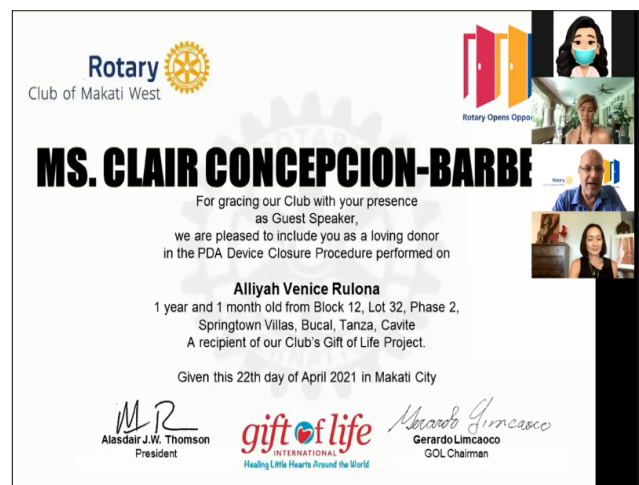 Rotary
Club of Makati West
Rotary Opens
MS. CLAIR CONCEPCION-BARBE
For gracing our Club with your presence
as Guest Speaker,
we are pleased to include you as a loving donor
in the PDA Device Closure Procedure performed on
Alliyah Venice Rulona
1 year and 1 month old from Block 12, Lot 32, Phase 2,
Springtown Villas, Bucal, Tanza, Cavite
A recipient of our Club's Gift of Life Project.
Given this 22th day of April 2021 in Makati City
Alasdair J.W. Thomson
President
gift of life
INTERNATIONAL
Healing Little Hearts Around the World
Gerardo Limcaoco
GOL Chairman
Rotary